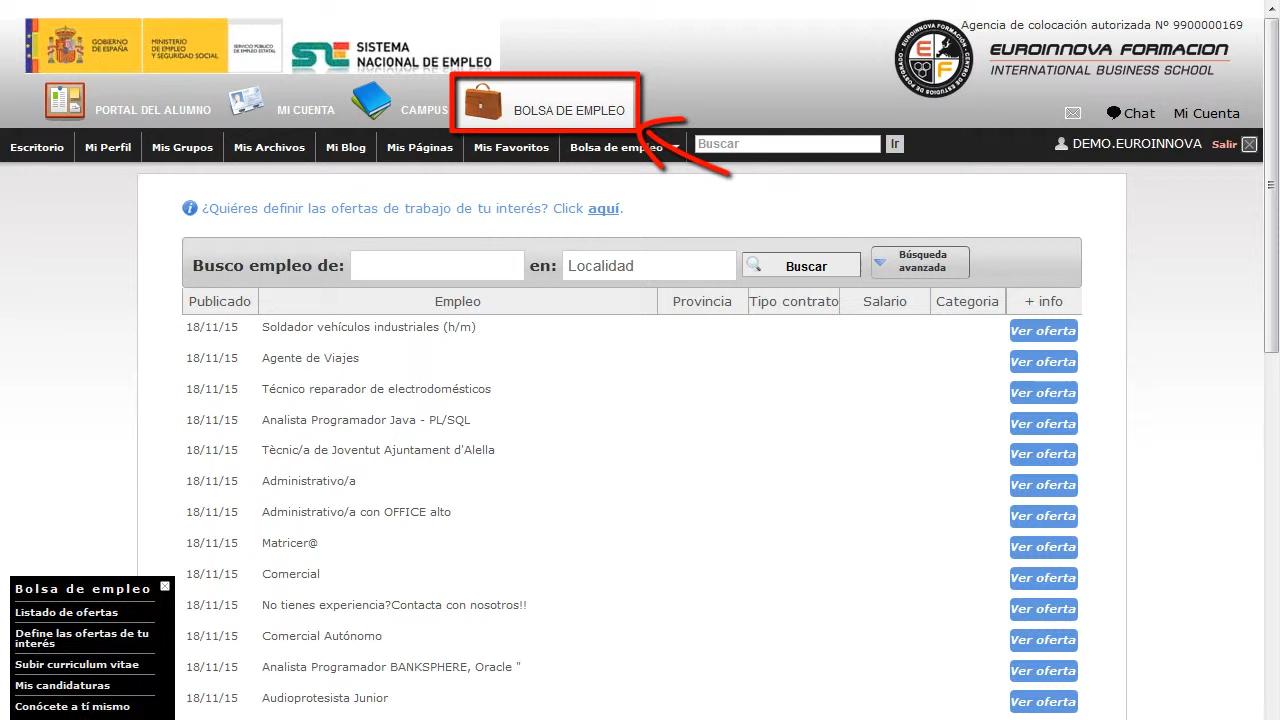 GOBIERNO DE ESPAÑA
MINISTERIO DE EMPLEO Y SEGURIDAD SOCIAL
SERVICIO PÚBLICO DE EMPLEO ESTATAL
SISTEMA NACIONAL DE EMPLEO
Agencia de colocación autorizada Nº 9900000169
EUROINNOVA FORMACION
INTERNATIONAL BUSINESS SCHOOL
EUROINNOVA FORMACIÓN
E F
PORTAL DEL ALUMNO
MI CUENTA
CAMPUS
BOLSA DE EMPLEO
Chat
Mi Cuenta
Escritorio
Mi Perfil
Mis Grupos
Mis Archivos
Mi Blog
Mis Páginas
Mis Favoritos
Bolsa de empleo
Buscar
Ir
DEMO.EUROINNOVA
Salir
¿Quiéres definir las ofertas de trabajo de tu interés? Click aquí.
Busco empleo de:
en:
Localidad
Buscar
Búsqueda avanzada
Publicado Empleo Provincia Tipo contrato Salario Categoria + info
18/11/15 Soldador vehículos industriales (h/m) Ver oferta
18/11/15 Agente de Viajes Ver oferta
18/11/15 Técnico reparador de electrodomésticos Ver oferta
18/11/15 Analista Programador Java - PL/SQL Ver oferta
18/11/15 Tècnic/a de Joventut Ajuntament d'Alella Ver oferta
18/11/15 Administrativo/a Ver oferta
18/11/15 Administrativo/a con OFFICE alto Ver oferta
18/11/15 Matricer@ Ver oferta
18/11/15 Comercial Ver oferta
18/11/15 No tienes experiencia?Contacta con nosotros!! Ver oferta
18/11/15 Comercial Autónomo Ver oferta
18/11/15 Analista Programador BANKSPHERE, Oracle " Ver oferta
18/11/15 Audioprotesista Junior Ver oferta
Bolsa de empleo
Listado de ofertas
Define las ofertas de tu
interés
Subir curriculum vitae
Mis candidaturas
Conócete a tí mismo